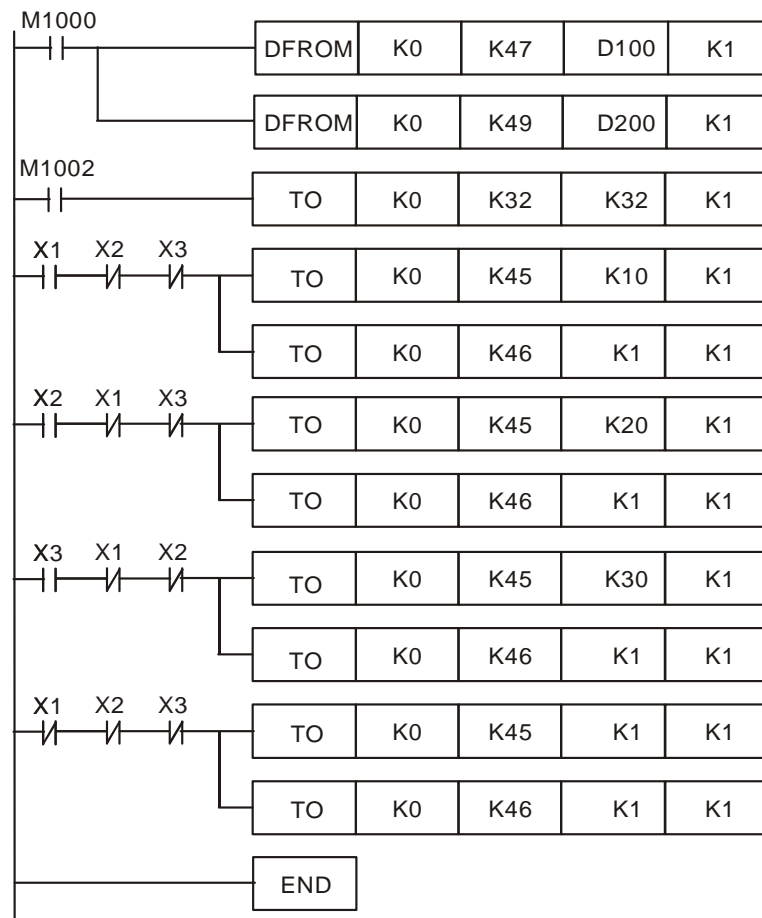 M1000
DFROM K0 K47 D100 K1
DFROM K0 K49 D200 K1
M1002
TO K0 K32 K32 K1
X1 X2 X3
TO K0 K45 K10 K1
TO K0 K46 K1 K1
X2 X1 X3
TO K0 K45 K20 K1
TO K0 K46 K1 K1
X3 X1 X2
TO K0 K45 K30 K1
TO K0 K46 K1 K1
X1 X2 X3
TO K0 K45 K1 K1
TO K0 K46 K1 K1
END